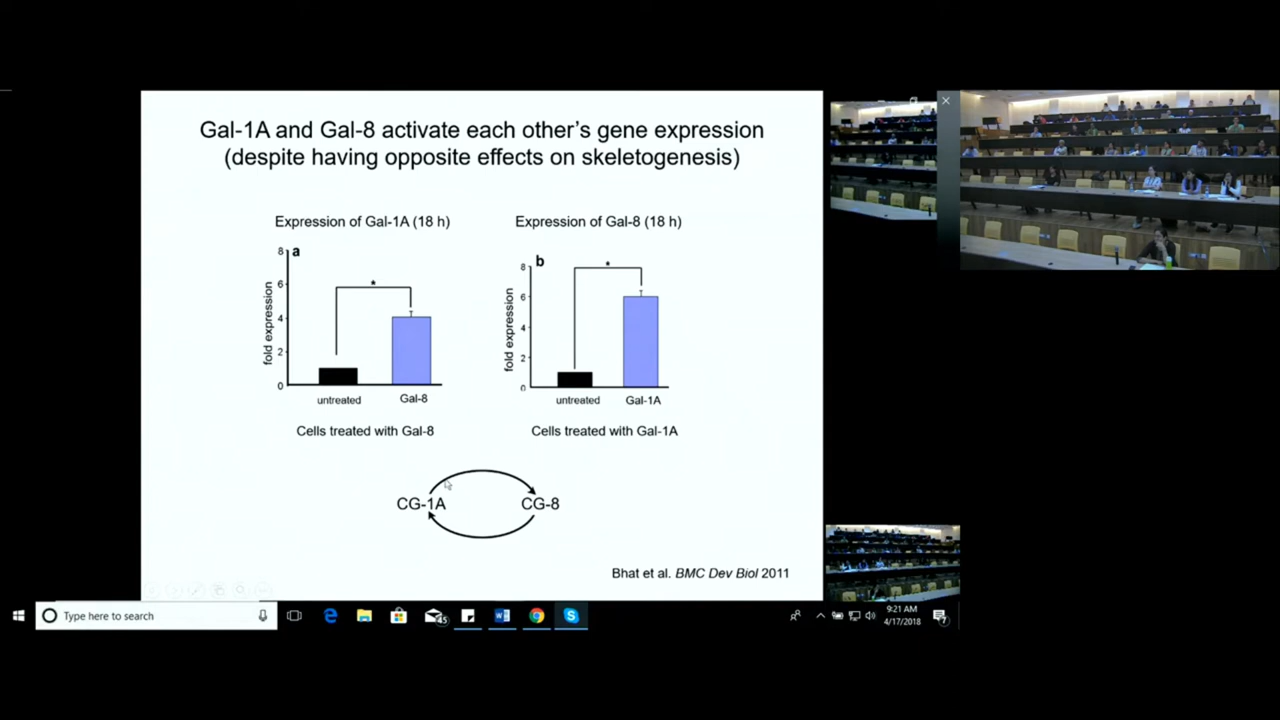 Gal-1A and Gal-8 activate each other's gene expression
(despite having opposite effects on skeletogenesis)
Expression of Gal-1A (18 h)
a
8
6
4
2
0
fold expression
*
untreated
Gal-8
Cells treated with Gal-8
Expression of Gal-8 (18 h)
b
8
6
4
2
0
fold expression
*
untreated
Gal-1A
Cells treated with Gal-1A
CG-1A
CG-8
Bhat et al. BMC Dev Biol 2011
Type here to search
45
9:21 AM
4/17/2018
7